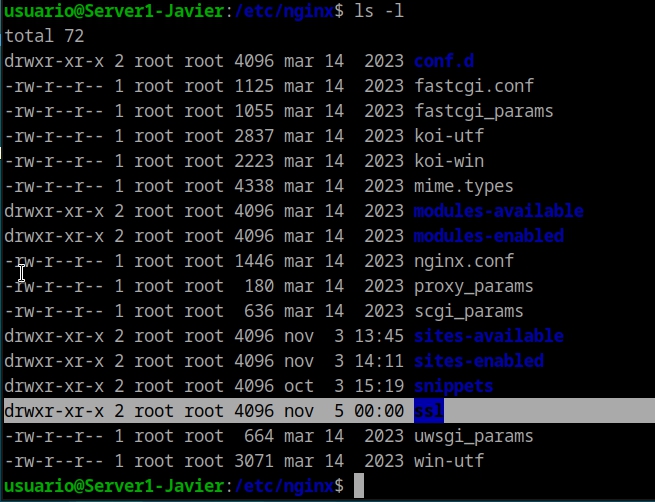 usuario@Server1-Javier:/etc/nginx$ ls -l
total 72
drwxr-xr-x 2 root root 4096 mar 14  2023 conf.d
-rw-r--r-- 1 root root 1125 mar 14  2023 fastcgi.conf
-rw-r--r-- 1 root root 1055 mar 14  2023 fastcgi_params
-rw-r--r-- 1 root root 2837 mar 14  2023 koi-utf
-rw-r--r-- 1 root root 2223 mar 14  2023 koi-win
-rw-r--r-- 1 root root 4338 mar 14  2023 mime.types
drwxr-xr-x 2 root root 4096 mar 14  2023 modules-available
drwxr-xr-x 2 root root 4096 mar 14  2023 modules-enabled
-rw-r--r-- 1 root root 1446 mar 14  2023 nginx.conf
-rw-r--r-- 1 root root  180 mar 14  2023 proxy_params
-rw-r--r-- 1 root root  636 mar 14  2023 scgi_params
drwxr-xr-x 2 root root 4096 nov  3 13:45 sites-available
drwxr-xr-x 2 root root 4096 nov  3 14:11 sites-enabled
drwxr-xr-x 2 root root 4096 oct  3 15:19 snippets
drwxr-xr-x 2 root root 4096 nov  5 00:00 ssl
-rw-r--r-- 1 root root  664 mar 14  2023 uwsgi_params
-rw-r--r-- 1 root root 3071 mar 14  2023 win-utf
usuario@Server1-Javier:/etc/nginx$